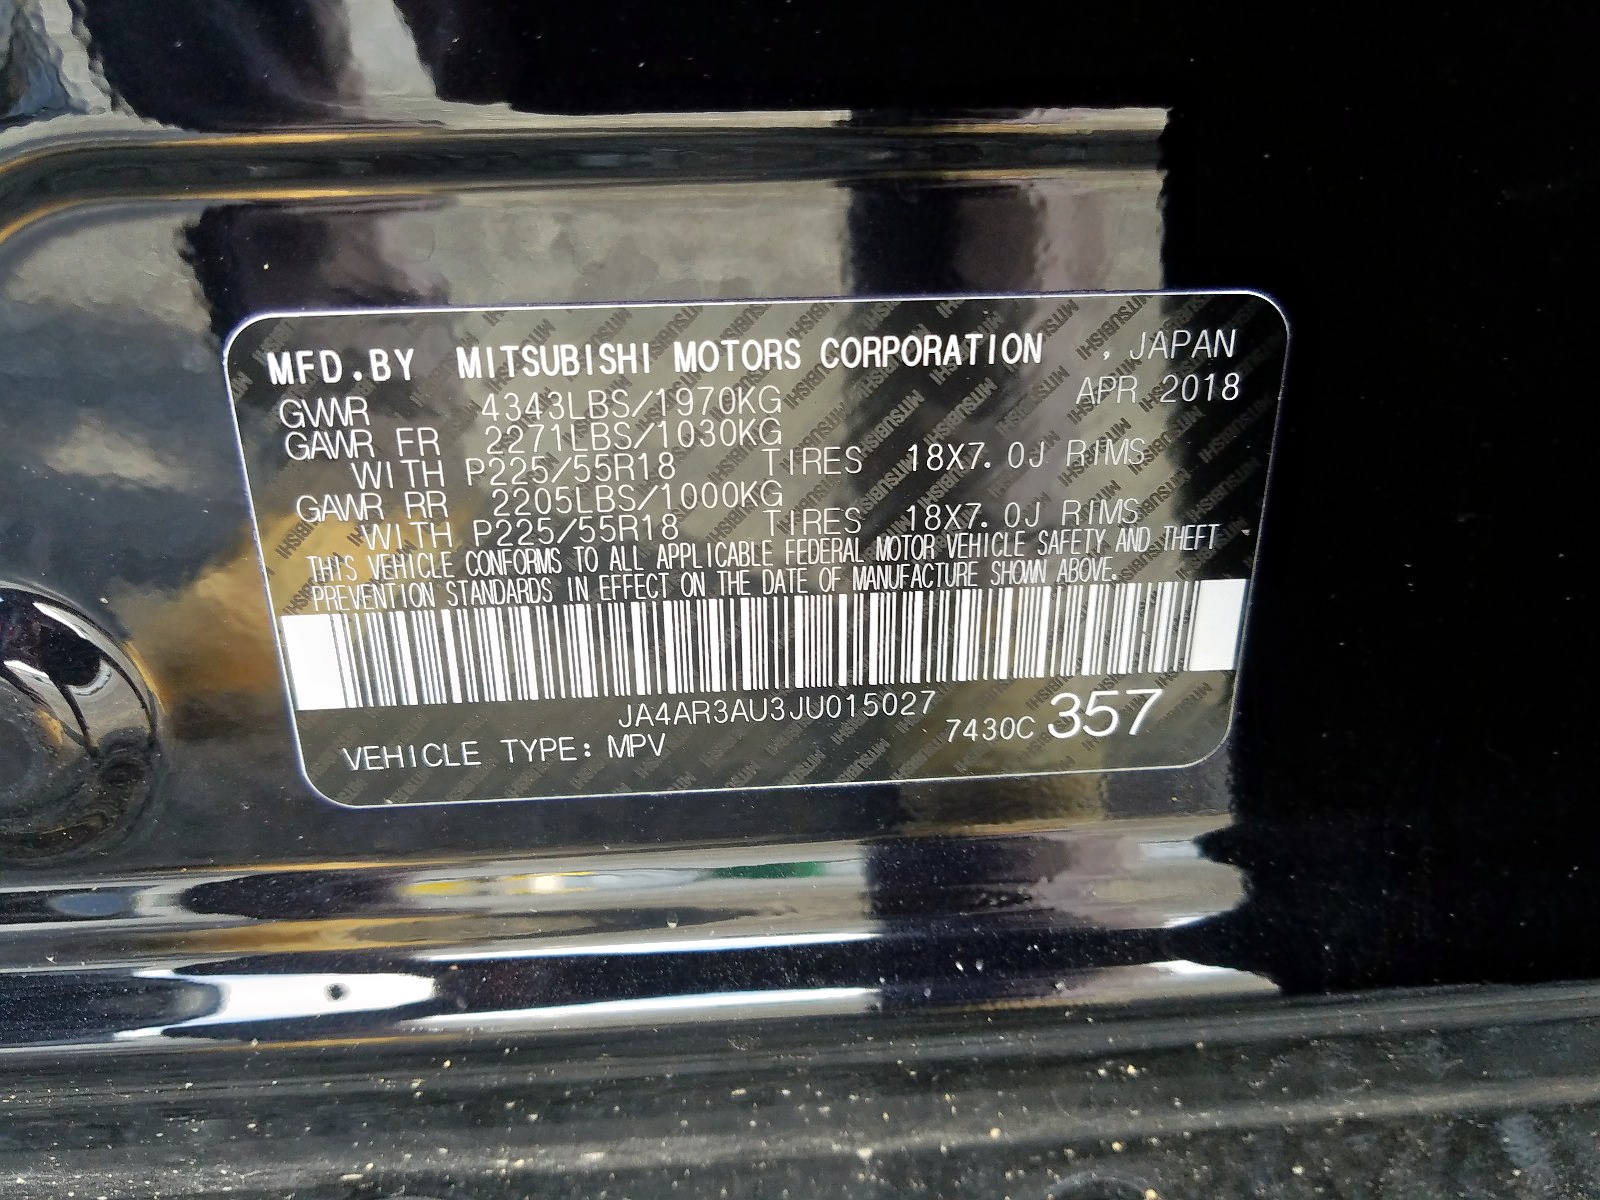 MFD.BY MITSUBISHI MOTORS CORPORATION , JAPAN
GVWR 4343LBS/1970KG APR 2018
GAWR FR 2271LBS/1030KG
WITH P225/55R18 TIRES 18X7.0J RIMS
GAWR RR 2205LBS/1000KG
WITH P225/55R18 TIRES 18X7.0J RIMS
THIS VEHICLE CONFORMS TO ALL APPLICABLE FEDERAL MOTOR VEHICLE SAFETY AND THEFT
PREVENTION STANDARDS IN EFFECT ON THE DATE OF MANUFACTURE SHOWN ABOVE.
JA4AR3AU3JU015027
VEHICLE TYPE: MPV 7430C 357